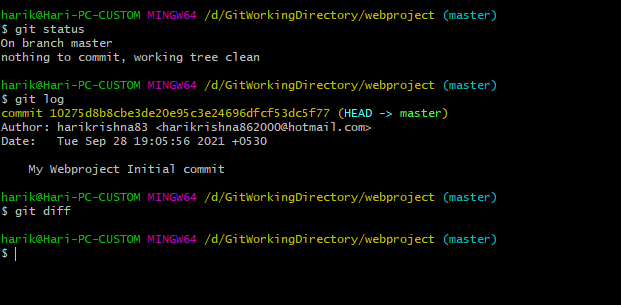 harik@Hari-PC-CUSTOM MINGW64 /d/GitWorkingDirectory/webproject (master)
$ git status
On branch master
nothing to commit, working tree clean
harik@Hari-PC-CUSTOM MINGW64 /d/GitWorkingDirectory/webproject (master)
$ git log
commit 10275d8b8cbe3de20e95c3e24696dfcf53dc5f77 (HEAD -> master)
Author: harikrishna83 <harikrishna862000@hotmail.com>
Date:   Tue Sep 28 19:05:56 2021 +0530
    My Webproject Initial commit
harik@Hari-PC-CUSTOM MINGW64 /d/GitWorkingDirectory/webproject (master)
$ git diff
harik@Hari-PC-CUSTOM MINGW64 /d/GitWorkingDirectory/webproject (master)
$